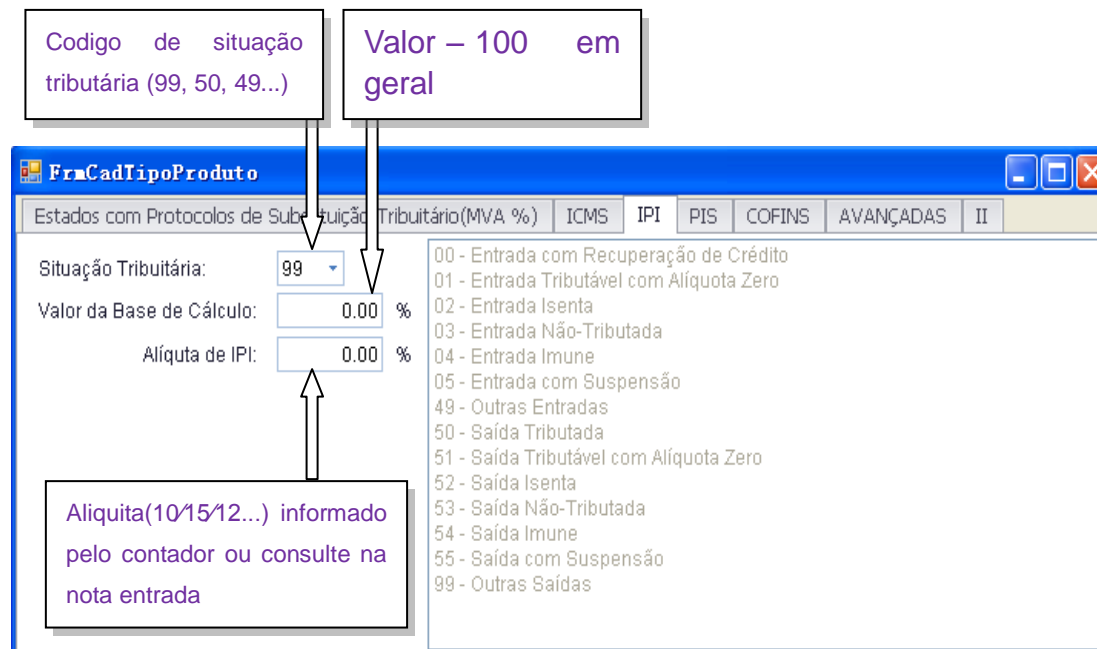 Codigo de situação
tributária (99, 50, 49...)
Valor – 100 em
geral
FrmCadTipoProduto
Estados com Protocolos de Substituição Tribuitário(MVA %) ICMS IPI PIS COFINS AVANÇADAS II
Situação Tributária: 99
Valor da Base de Cálculo: 0.00 %
Alíquta de IPI: 0.00 %
00 - Entrada com Recuperação de Crédito
01 - Entrada Tributável com Alíquota Zero
02 - Entrada Isenta
03 - Entrada Não-Tributada
04 - Entrada Imune
05 - Entrada com Suspensão
49 - Outras Entradas
50 - Saída Tributada
51 - Saída Tributável com Alíquota Zero
52 - Saída Isenta
53 - Saída Não-Tributada
54 - Saída Imune
55 - Saída com Suspensão
99 - Outras Saídas
Aliquita(10/15/12...) informado
pelo contador ou consulte na
nota entrada